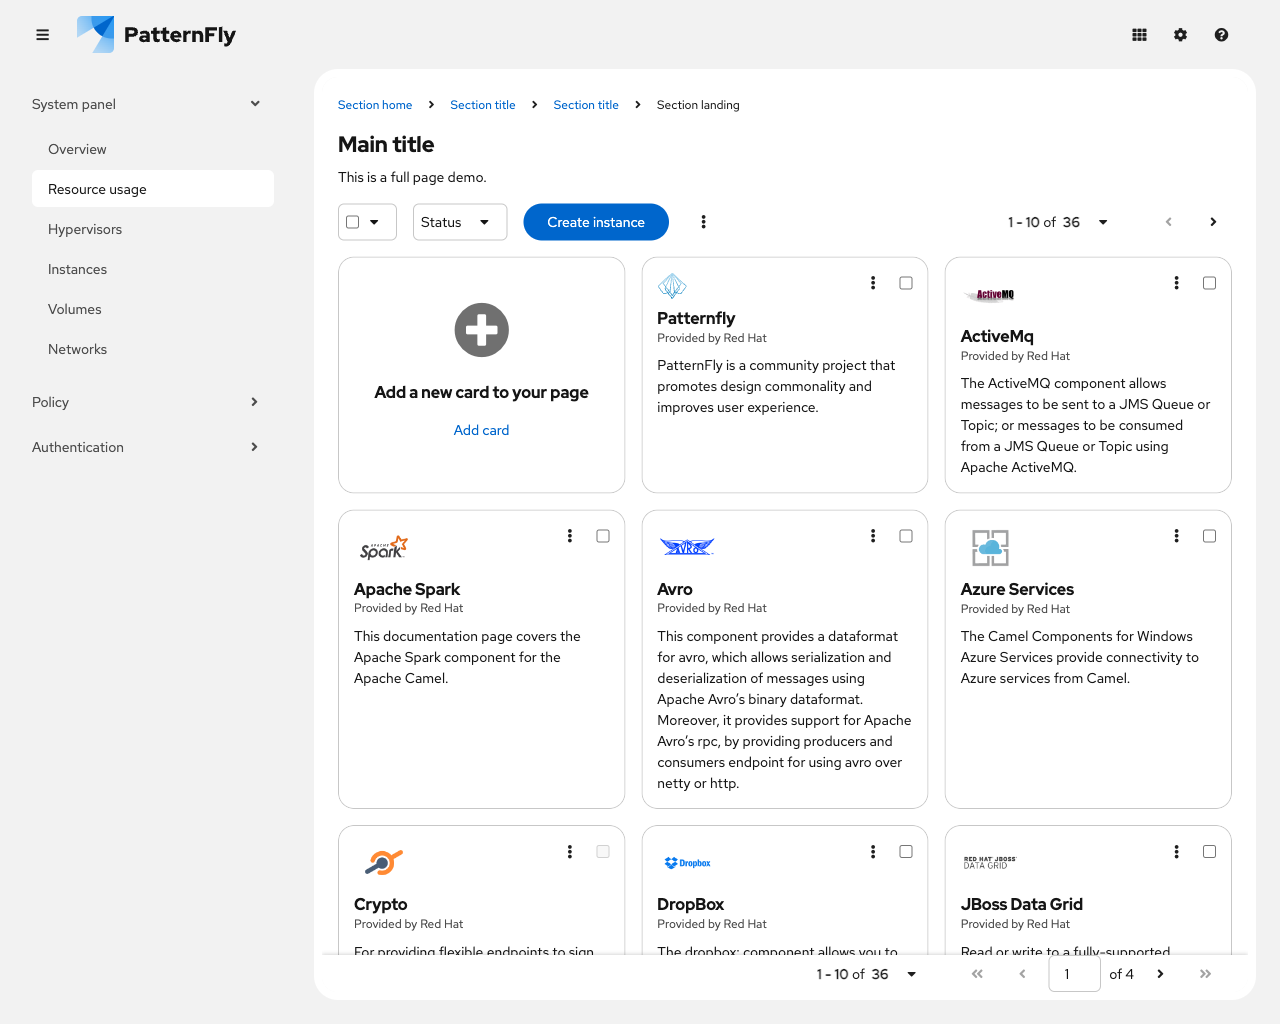 PatternFly
System panel
Overview
Resource usage
Hypervisors
Instances
Volumes
Networks
Policy
Authentication
Section home
Section title
Section title
Section landing
Main title
This is a full page demo.
Status
Create instance
1 - 10 of 36
Add a new card to your page
Add card
Patternfly
Provided by Red Hat
PatternFly is a community project that
promotes design commonality and
improves user experience.
ActiveMQ
ActiveMq
Provided by Red Hat
The ActiveMQ component allows
messages to be sent to a JMS Queue or
Topic; or messages to be consumed
from a JMS Queue or Topic using
Apache ActiveMQ.
APACHE
Spark
Apache Spark
Provided by Red Hat
This documentation page covers the
Apache Spark component for the
Apache Camel.
AVRO
Avro
Provided by Red Hat
This component provides a dataformat
for avro, which allows serialization and
deserialization of messages using
Apache Avro’s binary dataformat.
Moreover, it provides support for Apache
Avro’s rpc, by providing producers and
consumers endpoint for using avro over
netty or http.
Azure Services
Provided by Red Hat
The Camel Components for Windows
Azure Services provide connectivity to
Azure services from Camel.
Crypto
Provided by Red Hat
For providing flexible endpoints to sign
Dropbox
DropBox
Provided by Red Hat
The dropbox: component allows you to
RED HAT JBOSS
DATA GRID
JBoss Data Grid
Provided by Red Hat
Read or write to a fully-supported
1 - 10 of 36
1
of 4